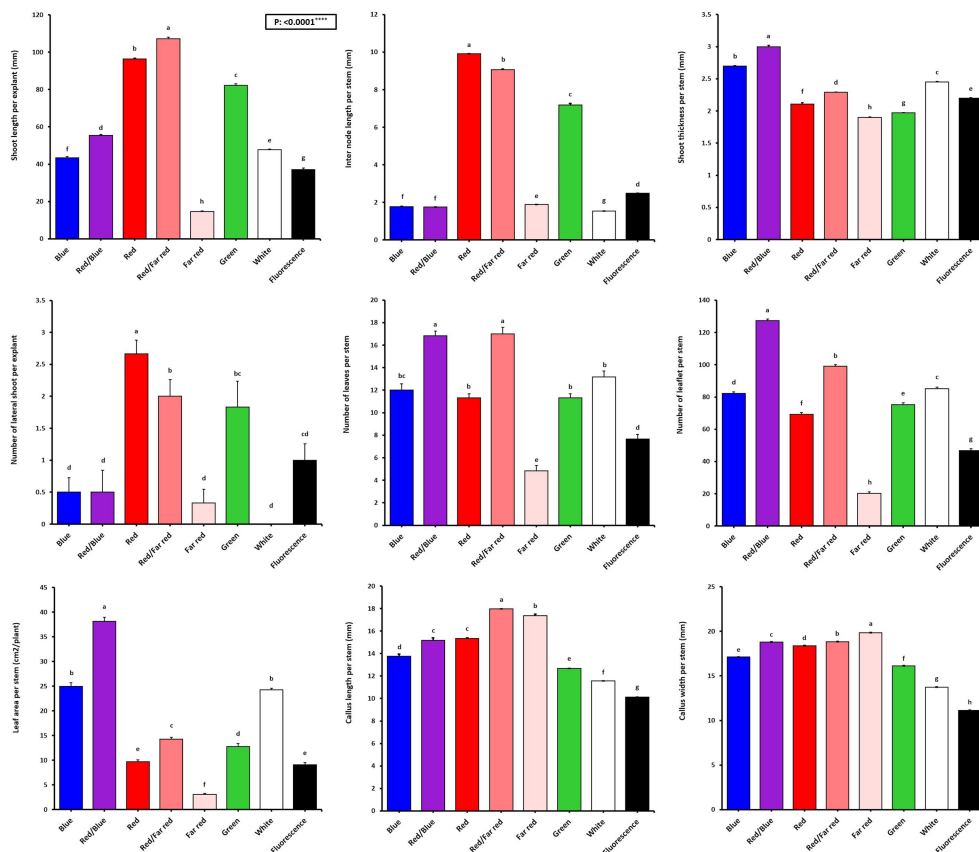 P: <0.0001****
Shoot length per explant (mm)
120
100
80
60
40
20
0
f
d
b
a
h
c
e
g
Blue
Red/Blue
Red
Red/Far red
Far red
Green
White
Fluorescence
Inter node length per stem (mm)
12
10
8
6
4
2
0
f
f
a
b
e
c
g
d
Blue
Red/Blue
Red
Red/Far red
Far red
Green
White
Fluorescence
Shoot thickness per stem (mm)
3.5
3
2.5
2
1.5
1
0.5
0
b
a
f
d
h
g
c
e
Blue
Red/Blue
Red
Red/Far red
Far red
Green
White
Fluorescence
Number of lateral shoot per explant
3.5
3
2.5
2
1.5
1
0.5
0
d
d
a
b
d
bc
d
cd
Blue
Red/Blue
Red
Red/Far red
Far red
Green
White
Fluorescence
Number of leaves per stem
20
18
16
14
12
10
8
6
4
2
0
bc
a
b
a
e
b
b
d
Blue
Red/Blue
Red
Red/Far red
Far red
Green
White
Fluorescence
Number of leaflet per stem
140
120
100
80
60
40
20
0
d
a
f
b
h
e
c
g
Blue
Red/Blue
Red
Red/Far red
Far red
Green
White
Fluorescence
Leaf area per stem (cm2/plant)
45
40
35
30
25
20
15
10
5
0
b
a
e
c
f
d
b
e
Blue
Red/Blue
Red
Red/Far red
Far red
Green
White
Fluorescence
Callus length per stem (mm)
20
18
16
14
12
10
8
6
4
2
0
d
c
c
a
b
e
f
g
Blue
Red/Blue
Red
Red/Far red
Far red
Green
White
Fluorescence
Callus width per stem (mm)
25
20
15
10
5
0
e
c
d
b
a
f
g
h
Blue
Red/Blue
Red
Red/Far red
Far red
Green
White
Fluorescence